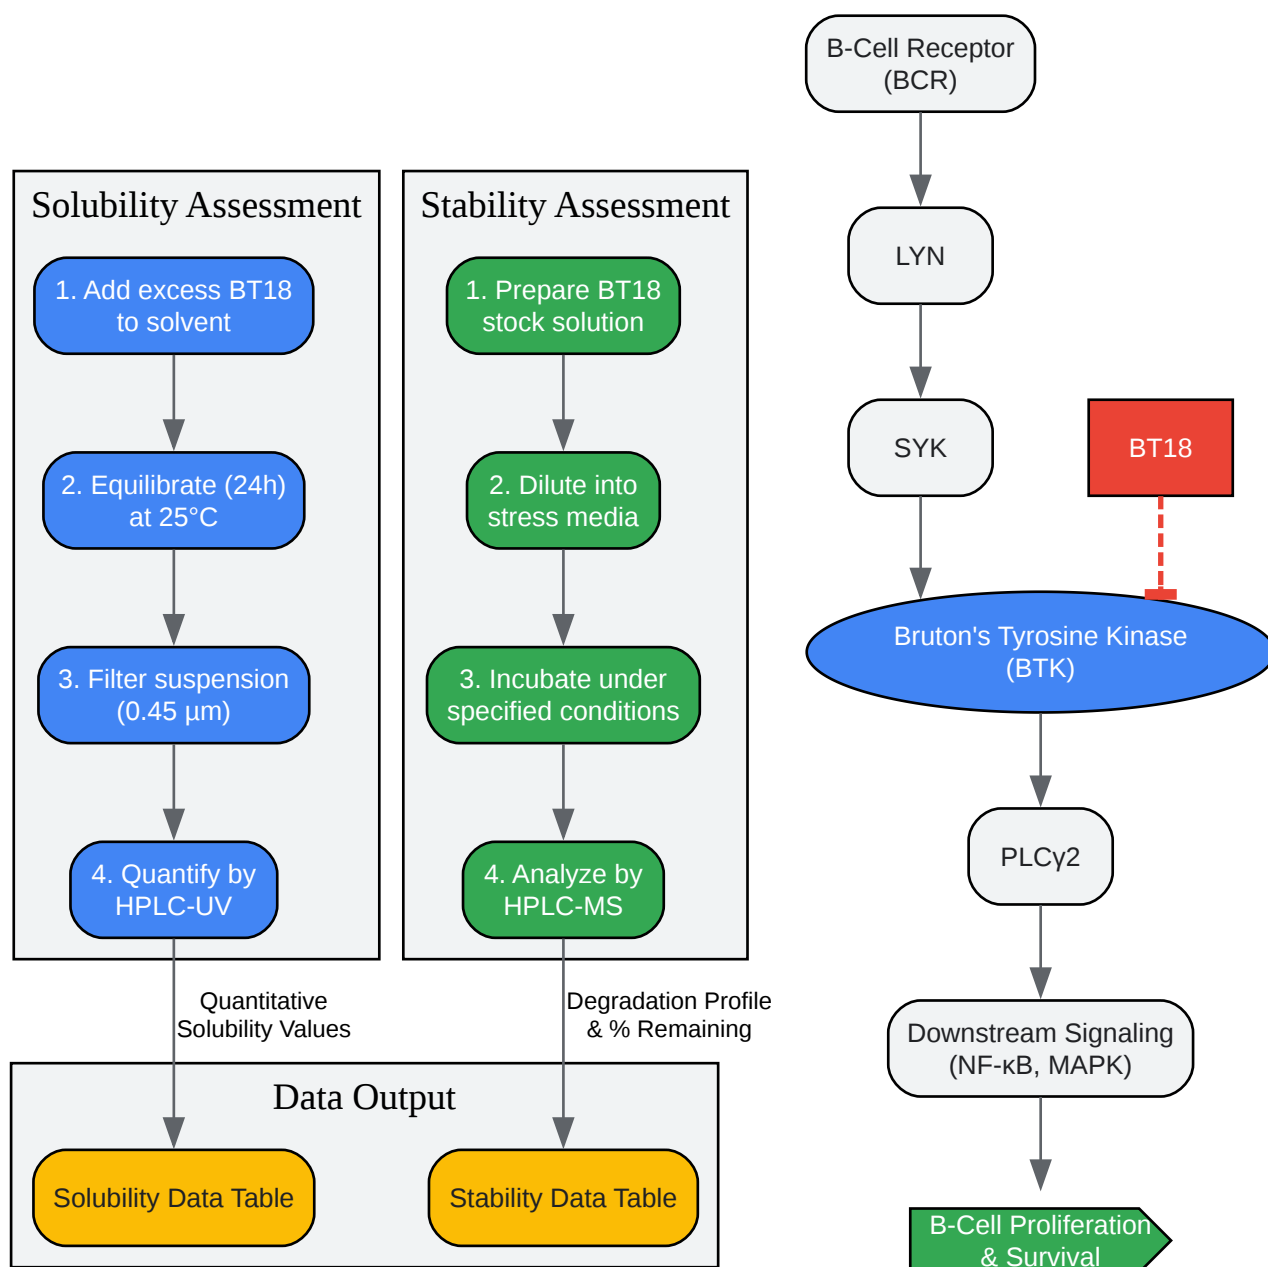 Solubility Assessment
1. Add excess BT18
to solvent
2. Equilibrate (24h)
at 25°C
3. Filter suspension
(0.45 µm)
4. Quantify by
HPLC-UV
Quantitative
Solubility Values
Stability Assessment
1. Prepare BT18
stock solution
2. Dilute into
stress media
3. Incubate under
specified conditions
4. Analyze by
HPLC-MS
Degradation Profile
& % Remaining
Data Output
Solubility Data Table
Stability Data Table
B-Cell Receptor
(BCR)
LYN
SYK
BT18
Bruton's Tyrosine Kinase
(BTK)
PLCγ2
Downstream Signaling
(NF-κB, MAPK)
B-Cell Proliferation
& Survival